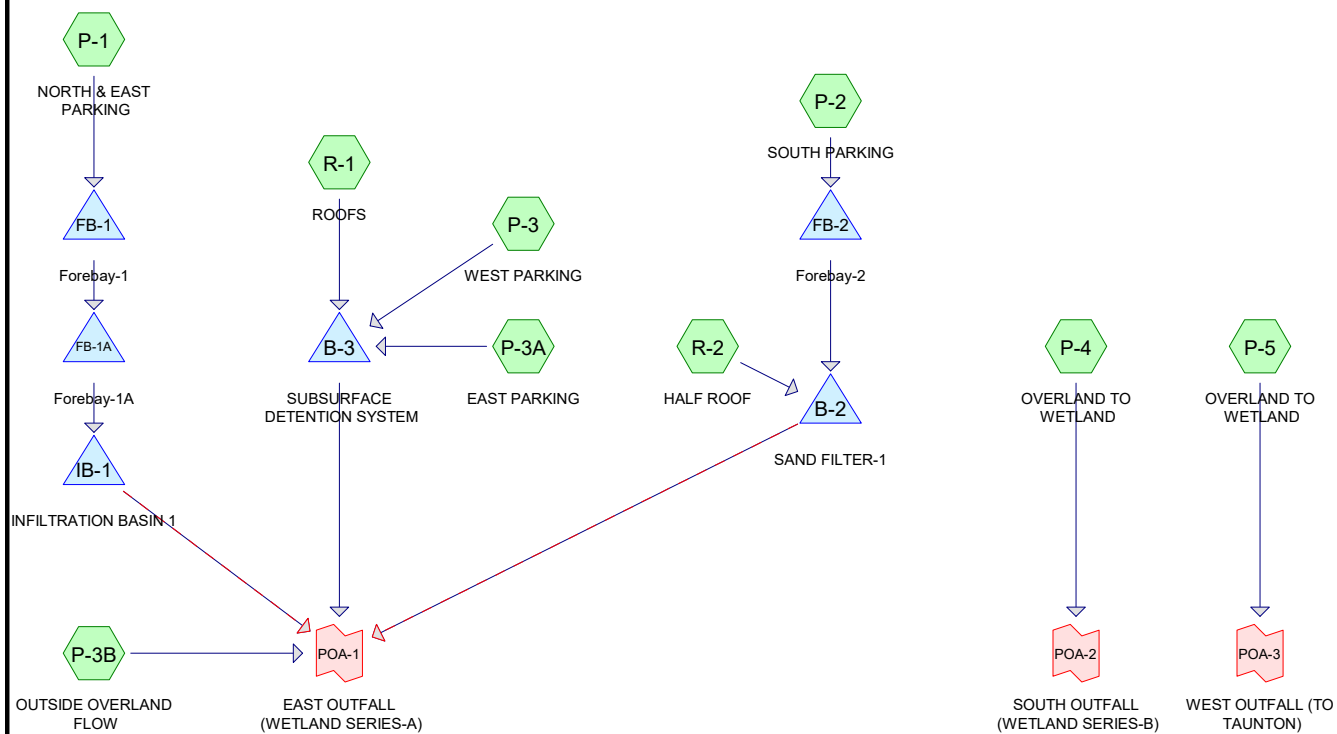 P-1
NORTH & EAST
PARKING
FB-1
Forebay-1
FB-1A
Forebay-1A
IB-1
INFILTRATION BASIN 1
P-3B
OUTSIDE OVERLAND
FLOW
R-1
ROOFS
P-3
WEST PARKING
B-3
SUBSURFACE
DETENTION SYSTEM
P-3A
EAST PARKING
POA-1
EAST OUTFALL
(WETLAND SERIES-A)
P-2
SOUTH PARKING
FB-2
Forebay-2
R-2
HALF ROOF
B-2
SAND FILTER-1
P-4
OVERLAND TO
WETLAND
POA-2
SOUTH OUTFALL
(WETLAND SERIES-B)
P-5
OVERLAND TO
WETLAND
POA-3
WEST OUTFALL (TO
TAUNTON)